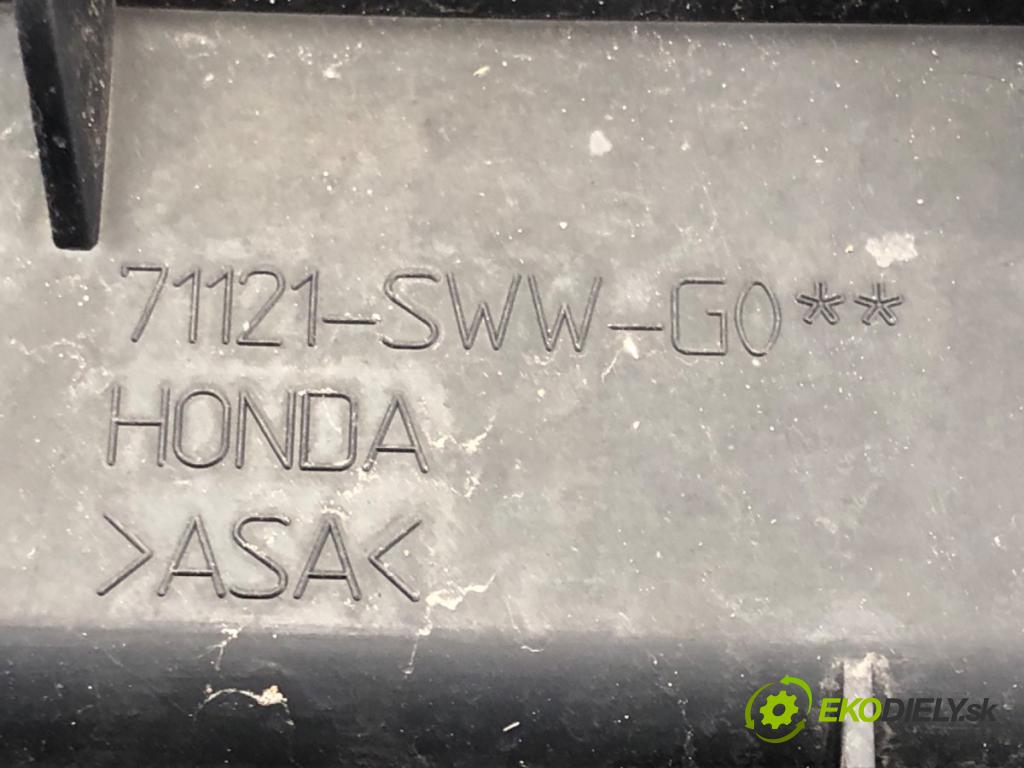 71121-SWW-G0**
HONDA
>ASA<
EKODIELY.sk